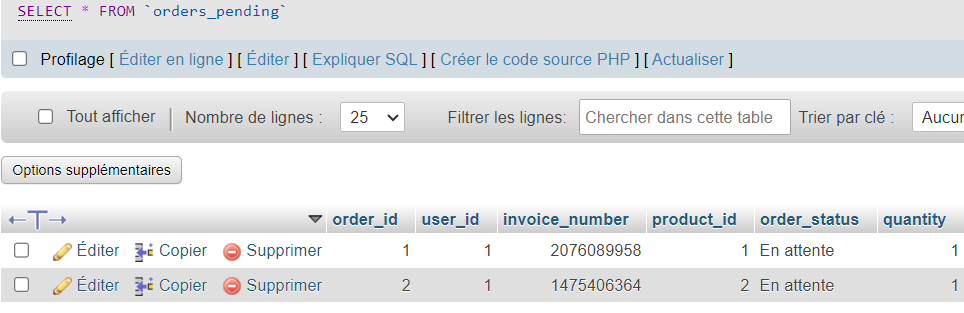 SELECT * FROM `orders_pending`
Profilage [ Éditer en ligne ] [ Éditer ] [ Expliquer SQL ] [ Créer le code source PHP ] [ Actualiser ]
Tout afficher Nombre de lignes : 25 Filtrer les lignes: Chercher dans cette table Trier par clé : Aucun
Options supplémentaires
order_id user_id invoice_number product_id order_status quantity
Éditer Copier Supprimer 1 1 2076089958 1 En attente 1
Éditer Copier Supprimer 2 1 1475406364 2 En attente 1